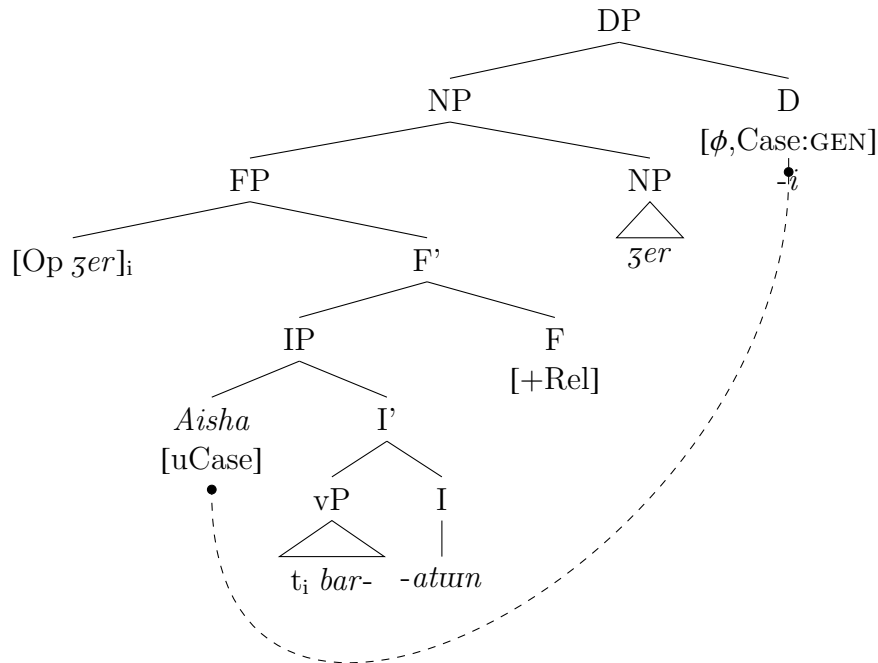 DP
NP D
[ϕ,Case:GEN]
FP NP -i
[Op ʒer]i F' ʒer
IP F
[+Rel]
Aisha I'
[uCase]
vP I
ti bar- -atɯn